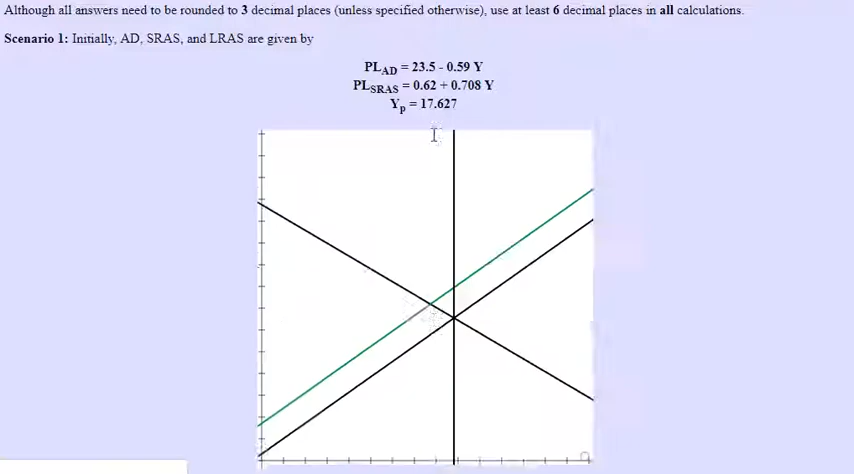 Although all answers need to be rounded to 3 decimal places (unless specified otherwise), use at least 6 decimal places in all calculations.
Scenario 1: Initially, AD, SRAS, and LRAS are given by
PLAD = 23.5 - 0.59 Y
PLSRAS = 0.62 + 0.708 Y
Yp = 17.627